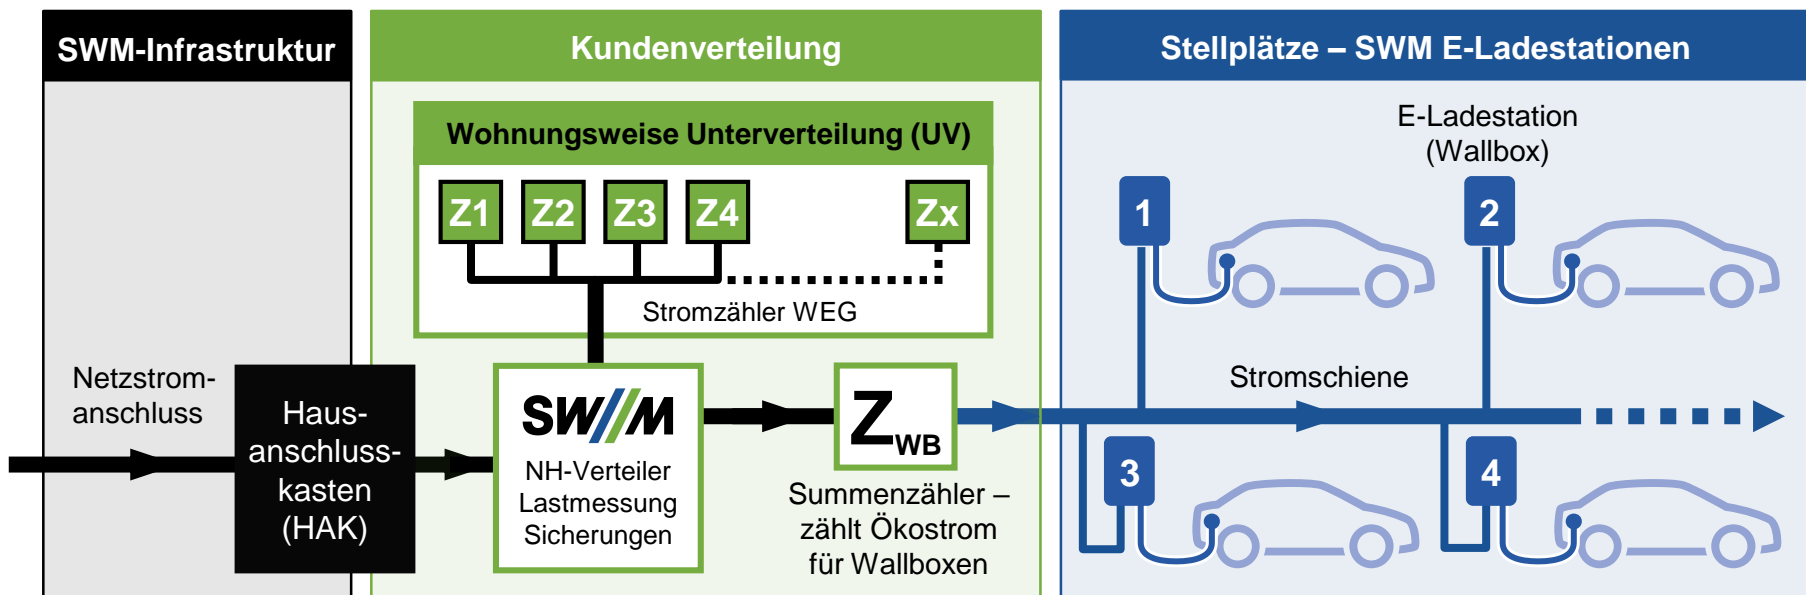 SWM-Infrastruktur
Kundenverteilung
Stellplätze – SWM E-Ladestationen
Wohnungsweise Unterverteilung (UV)
Z1 Z2 Z3 Z4 Zx
Stromzähler WEG
E-Ladestation
(Wallbox)
1
2
Netzstrom-
anschluss
Haus-
anschluss-
kasten
(HAK)
SWM
NH-Verteiler
Lastmessung
Sicherungen
ZWB
Summenzähler –
zählt Ökostrom
für Wallboxen
Stromschiene
3
4